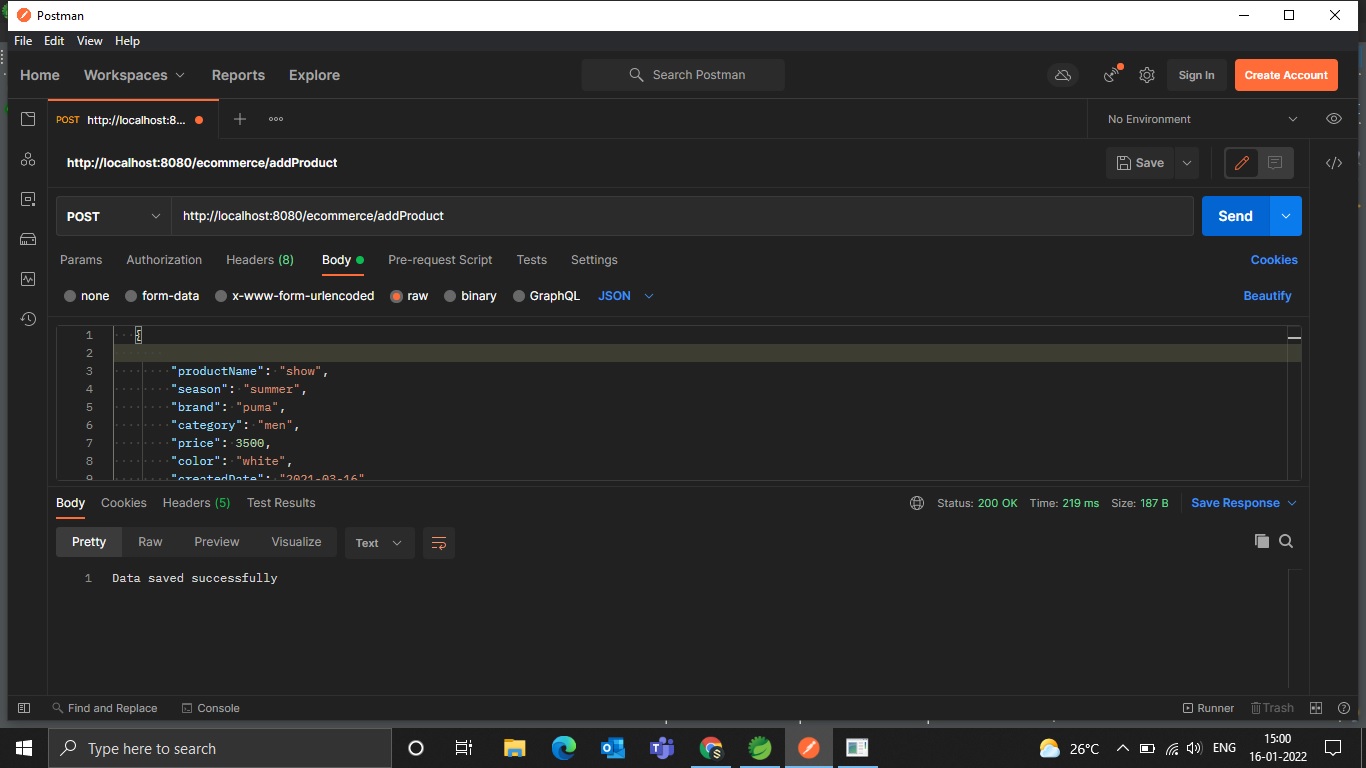 Postman
File Edit View Help
Home Workspaces Reports Explore Search Postman Sign In Create Account
POST http://localhost:8... No Environment
http://localhost:8080/ecommerce/addProduct Save
POST http://localhost:8080/ecommerce/addProduct Send
Params Authorization Headers (8) Body Pre-request Script Tests Settings Cookies
none form-data x-www-form-urlencoded raw binary GraphQL JSON Beautify
1 {
2
3 "productName": "show",
4 "season": "summer",
5 "brand": "puma",
6 "category": "men",
7 "price": 3500,
8 "color": "white",
9 "createdDate": "2021-03-16"
Body Cookies Headers (5) Test Results Status: 200 OK Time: 219 ms Size: 187 B Save Response
Pretty Raw Preview Visualize Text
1 Data saved successfully
Find and Replace Console Runner Trash
Type here to search 26°C ENG 15:00
16-01-2022